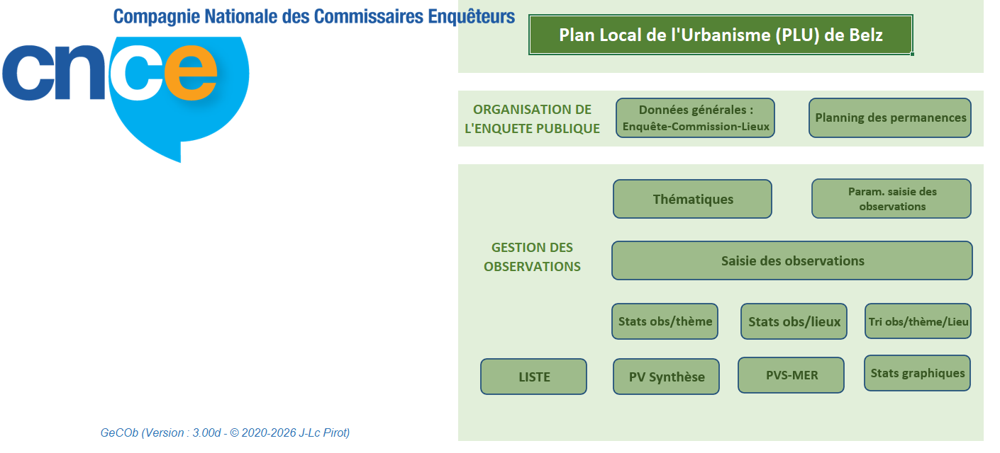 Compagnie Nationale des Commissaires Enquêteurs
cnce
Plan Local de l'Urbanisme (PLU) de Belz
ORGANISATION DE
L'ENQUETE PUBLIQUE
Données générales :
Enquête-Commission-Lieux
Planning des permanences
Thématiques
Param. saisie des
observations
GESTION DES
OBSERVATIONS
Saisie des observations
Stats obs/thème
Stats obs/lieux
Tri obs/thème/Lieu
LISTE
PV Synthèse
PVS-MER
Stats graphiques
GeCOb (Version : 3.00d - © 2020-2026 J-Lc Pirot)